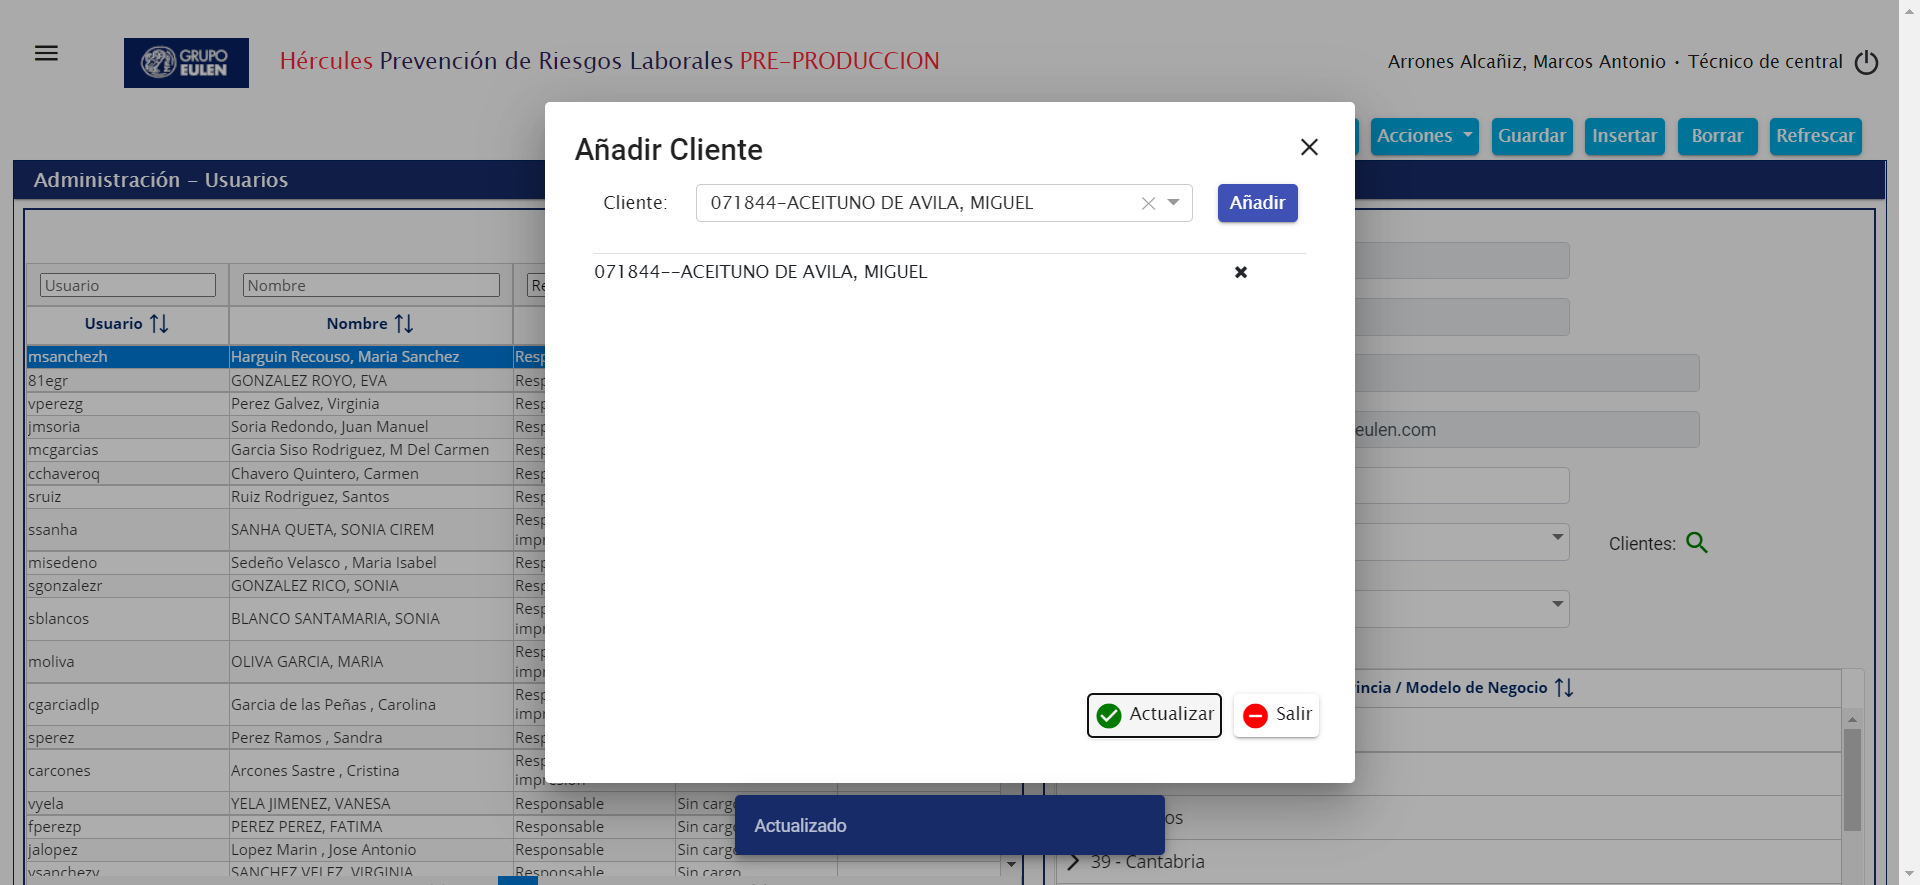 GRUPO
EULEN
Hércules Prevención de Riesgos Laborales PRE-PRODUCCION
Arrones Alcañiz, Marcos Antonio · Técnico de central
Acciones
Guardar
Insertar
Borrar
Refrescar
Administración - Usuarios
Añadir Cliente
Cliente:
071844-ACEITUNO DE AVILA, MIGUEL
Añadir
071844--ACEITUNO DE AVILA, MIGUEL
Actualizar
Salir
Usuario
Nombre
Re
Usuario
Nombre
msanchezh Harguin Recouso, Maria Sanchez Resp
81egr GONZALEZ ROYO, EVA Resp
vperezg Perez Galvez, Virginia Resp
jmsoria Soria Redondo, Juan Manuel Resp
mcgarcias Garcia Siso Rodriguez, M Del Carmen Resp
cchaveroq Chavero Quintero, Carmen Resp
sruiz Ruiz Rodriguez, Santos Resp
ssanha SANHA QUETA, SONIA CIREM Resp
impr
misedeno Sedeño Velasco , Maria Isabel Resp
sgonzalezr GONZALEZ RICO, SONIA Resp
sblancos BLANCO SANTAMARIA, SONIA Resp
impr
moliva OLIVA GARCIA, MARIA Resp
impr
cgarciadlp Garcia de las Peñas , Carolina Resp
impr
sperez Perez Ramos , Sandra Resp
carcones Arcones Sastre , Cristina Resp
impresión
vyela YELA JIMENEZ, VANESA Responsable Sin cargo
fperezp PEREZ PEREZ, FATIMA Responsable Sin cargo
jalopez Lopez Marin , Jose Antonio Responsable Sin cargo
vsanchezv SANCHEZ VELEZ, VIRGINIA Responsable Sin cargo
eulen.com
Clientes:
incia / Modelo de Negocio
os
39 - Cantabria
Actualizado